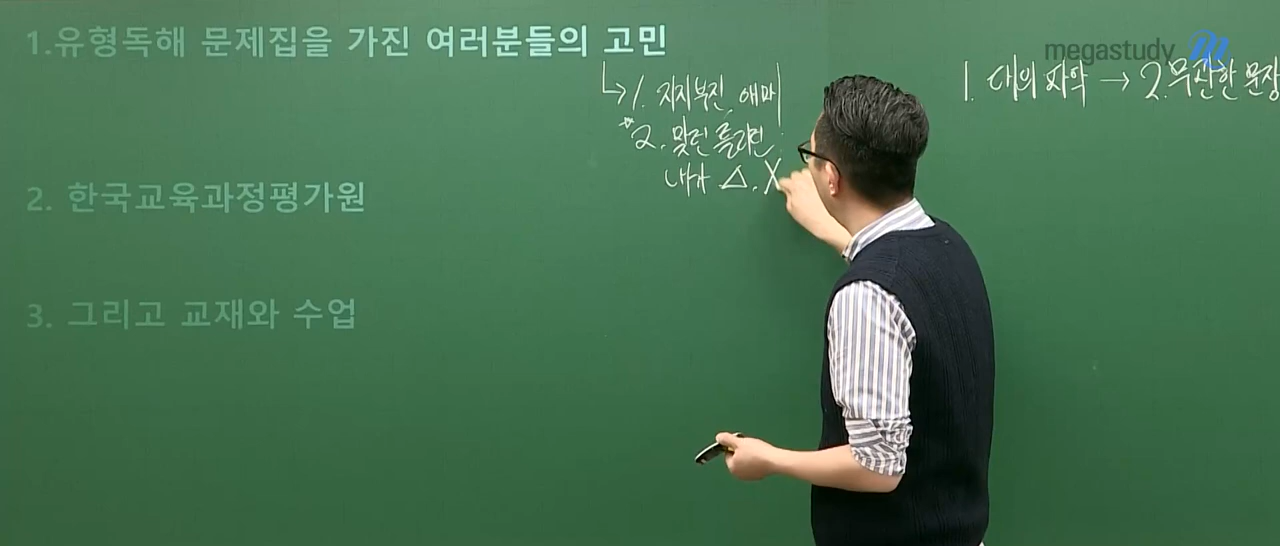 1.유형독해 문제집을 가진 여러분들의 고민
↳ 1. 지지부진, 애매
*2. 맞던 틀리던
내가 △. X
2. 한국교육과정평가원
3. 그리고 교재와 수업
megastudy
1. 대의 파악 → 2. 무관한 문장